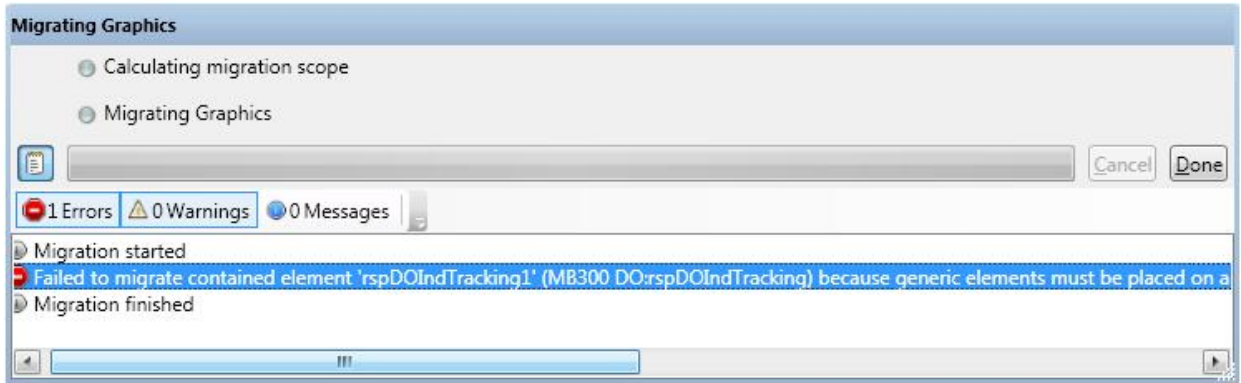 Migrating Graphics
Calculating migration scope
Migrating Graphics
Cancel Done
1 Errors 0 Warnings 0 Messages
Migration started
Failed to migrate contained element 'rspDOIndTracking1' (MB300 DO:rspDOIndTracking) because generic elements must be placed on a
Migration finished